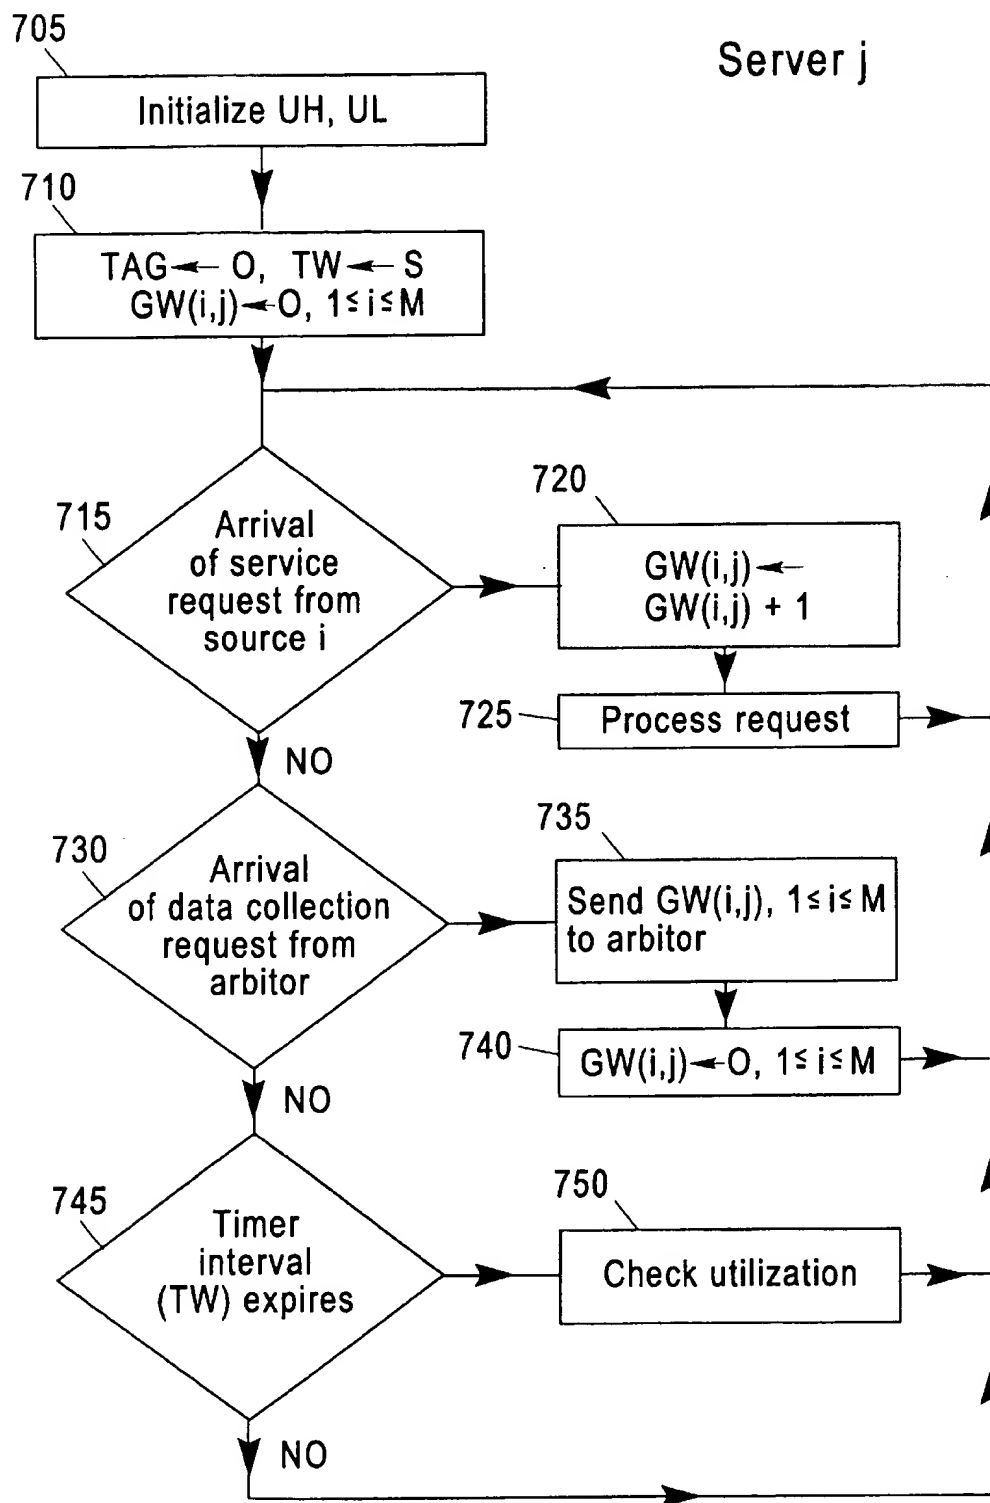 705
Server j
Initialize UH, UL
710
TAG ← O, TW ← S
GW(i,j) ← O, 1 ≤ i ≤ M
715
Arrival
of service
request from
source i
720
GW(i,j) ←
GW(i,j) + 1
725
Process request
NO
730
Arrival
of data collection
request from
arbitor
735
Send GW(i,j), 1 ≤ i ≤ M
to arbitor
740
GW(i,j) ← O, 1 ≤ i ≤ M
NO
745
Timer
interval
(TW) expires
750
Check utilization
NO